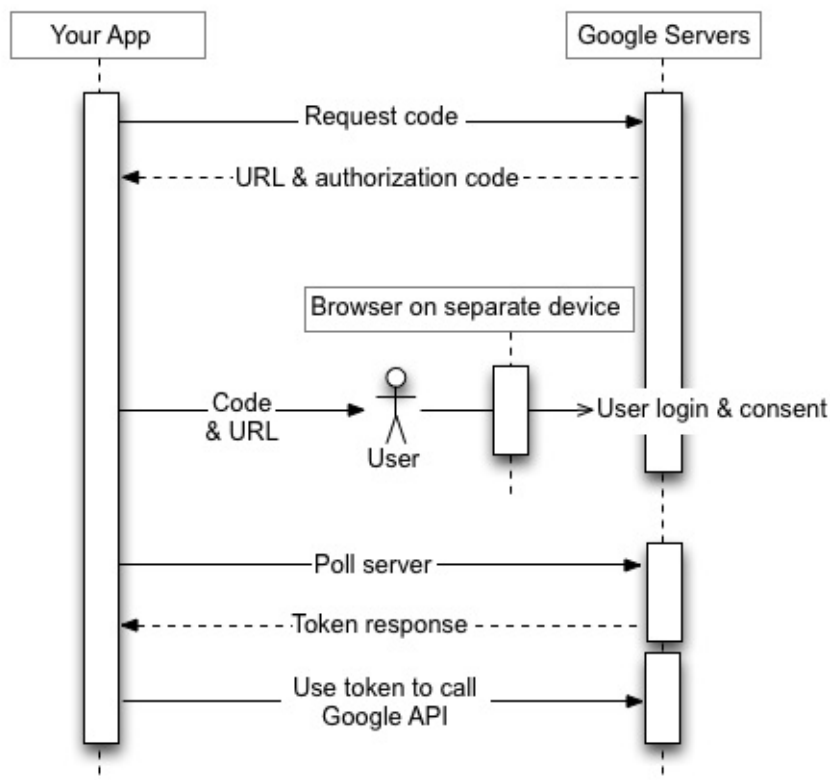 Your App
Google Servers
Request code
URL & authorization code
Browser on separate device
Code
& URL
User
User login & consent
Poll server
Token response
Use token to call
Google API